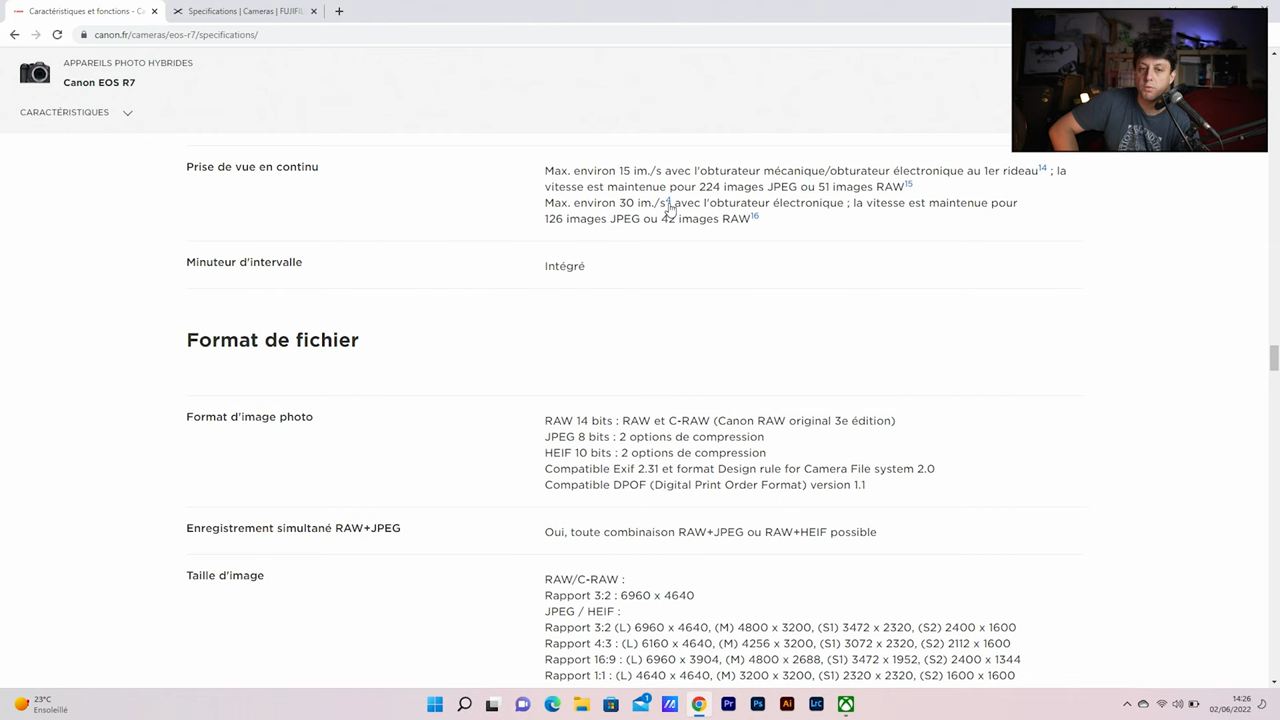 Caractéristiques et fonctions - Ca
Specifications | Cameras | FUJIFIL
canon.fr/cameras/eos-r7/specifications/
APPAREILS PHOTO HYBRIDES
Canon EOS R7
CARACTÉRISTIQUES
Prise de vue en continu
Max. environ 15 im./s avec l'obturateur mécanique/obturateur électronique au 1er rideau14 ; la
vitesse est maintenue pour 224 images JPEG ou 51 images RAW15
Max. environ 30 im./s4 avec l'obturateur électronique ; la vitesse est maintenue pour
126 images JPEG ou 42 images RAW16
Minuteur d'intervalle
Intégré
Format de fichier
Format d'image photo
RAW 14 bits : RAW et C-RAW (Canon RAW original 3e édition)
JPEG 8 bits : 2 options de compression
HEIF 10 bits : 2 options de compression
Compatible Exif 2.31 et format Design rule for Camera File system 2.0
Compatible DPOF (Digital Print Order Format) version 1.1
Enregistrement simultané RAW+JPEG
Oui, toute combinaison RAW+JPEG ou RAW+HEIF possible
Taille d'image
RAW/C-RAW :
Rapport 3:2 : 6960 x 4640
JPEG / HEIF :
Rapport 3:2 (L) 6960 x 4640, (M) 4800 x 3200, (S1) 3472 x 2320, (S2) 2400 x 1600
Rapport 4:3 : (L) 6160 x 4640, (M) 4256 x 3200, (S1) 3072 x 2320, (S2) 2112 x 1600
Rapport 16:9 : (L) 6960 x 3904, (M) 4800 x 2688, (S1) 3472 x 1952, (S2) 2400 x 1344
Rapport 1:1 : (L) 4640 x 4640, (M) 3200 x 3200, (S1) 2320 x 2320, (S2) 1600 x 1600
23°C
Ensoleillé
1
Pr
Ps
Ai
Lrc
14:26
02/06/2022